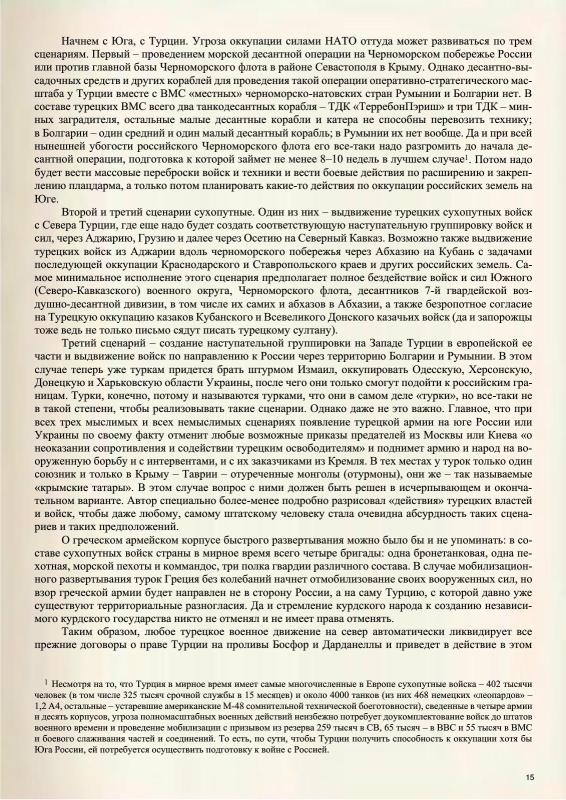 Начнем с Юга, с Турции. Угроза оккупации силами НАТО оттуда может развиваться по трем
сценариям. Первый – проведением морской десантной операции на Черноморском побережье России
или против главной базы Черноморского флота в районе Севастополя в Крыму. Однако десантно-вы-
садочных средств и других кораблей для проведения такой операции оперативно-стратегического мас-
штаба у Турции вместе с ВМС «местных» черноморско-натовских стран Румынии и Болгарии нет. В
составе турецких ВМС всего два танкодесантных корабля – ТДК «ТерребонПэриш» и три ТДК – мин-
ных заградителя, остальные малые десантные корабли и катера не способны перевозить технику;
в Болгарии – один средний и один малый десантный корабль; в Румынии их нет вообще. Да и при всей
нынешней убогости российского Черноморского флота его все-таки надо разгромить до начала де-
сантной операции, подготовка к которой займет не менее 8–10 недель в лучшем случае¹. Потом надо
будет вести массовые переброски войск и техники и вести боевые действия по расширению и закреп-
лению плацдарма, а только потом планировать какие-то действия по оккупации российских земель на
Юге.
Второй и третий сценарии сухопутные. Один из них – выдвижение турецких сухопутных войск
с Севера Турции, где еще надо будет создать соответствующую наступательную группировку войск и
сил, через Аджарию, Грузию и далее через Осетию на Северный Кавказ. Возможно также выдвижение
турецких войск из Аджарии вдоль черноморского побережья через Абхазию на Кубань с задачами
последующей оккупации Краснодарского и Ставропольского краев и других российских земель. Са-
мое минимальное исполнение этого сценария предполагает полное бездействие войск и сил Южного
(Северо-Кавказского) военного округа, Черноморского флота, десантников 7-й гвардейской воз-
душно-десантной дивизии, в том числе их самих и абхазов в Абхазии, а также безропотное согласие
на Турецкую оккупацию казаков Кубанского и Всевеликого Донского казачьих войск (да и запорожцы
тоже ведь не только письмо сядут писать турецкому султану).
Третий сценарий – создание наступательной группировки на Западе Турции в европейской ее
части и выдвижение войск по направлению к России через территорию Болгарии и Румынии. В этом
случае теперь уже туркам придется брать штурмом Измаил, оккупировать Одесскую, Херсонскую,
Донецкую и Харьковскую области Украины, после чего они только смогут подойти к российским гра-
ницам. Турки, конечно, потому и называются турками, что они в самом деле «турки», но все-таки не
в такой степени, чтобы реализовывать такие сценарии. Однако даже не это важно. Главное, что при
всех трех мыслимых и всех немыслимых сценариях появление турецкой армии на юге России или
Украины по своему факту отменит любые возможные приказы предателей из Москвы или Киева «о
неоказании сопротивления и содействии турецким освободителям» и поднимет армию и народ на во-
оруженную борьбу и с интервентами, и с их заказчиками из Кремля. В тех местах у турок только один
союзник и только в Крыму – Таврии – отуреченные монголы (отурмоны), они же – так называемые
«крымские татары». В этом случае вопрос с ними должен быть решен в исчерпывающем и оконча-
тельном варианте. Автор специально более-менее подробно разрисовал «действия» турецких властей
и войск, чтобы даже любому, самому штатскому человеку стала очевидна абсурдность таких сцена-
риев и таких предположений.
О греческом армейском корпусе быстрого развертывания можно было бы и не упоминать: в со-
ставе сухопутных войск страны в мирное время всего четыре бригады: одна бронетанковая, одна пе-
хотная, морской пехоты и коммандос, три полка гвардии различного состава. В случае мобилизацион-
ного развертывания турок Греция без колебаний начнет отмобилизование своих вооруженных сил, но
взор греческой армии будет направлен не в сторону России, а на саму Турцию, с которой давно уже
существуют территориальные разногласия. Да и стремление курдского народа к созданию независи-
мого курдского государства никто не отменял и не имеет права отменять.
Таким образом, любое турецкое военное движение на север автоматически ликвидирует все
прежние договоры о праве Турции на проливы Босфор и Дарданеллы и приведет в действие в этом
¹ Несмотря на то, что Турция в мирное время имеет самые многочисленные в Европе сухопутные войска – 402 тысячи
человек (в том числе 325 тысяч срочной службы в 15 месяцев) и около 4000 танков (из них 468 немецких «леопардов» –
1,2 А4, остальные – устаревшие американские М-48 сомнительной технической боеготовности), сведенные в четыре армии
и десять корпусов, угроза полномасштабных военных действий неизбежно потребует доукомплектование войск до штатов
военного времени и проведение мобилизации с призывом из резерва 259 тысяч в СВ, 65 тысяч – в ВВС и 55 тысяч в ВМС
и боевого слаживания частей и соединений. То есть, по сути, чтобы Турции получить способность к оккупации хотя бы
Юга России, ей потребуется осуществить подготовку к войне с Россией.
15